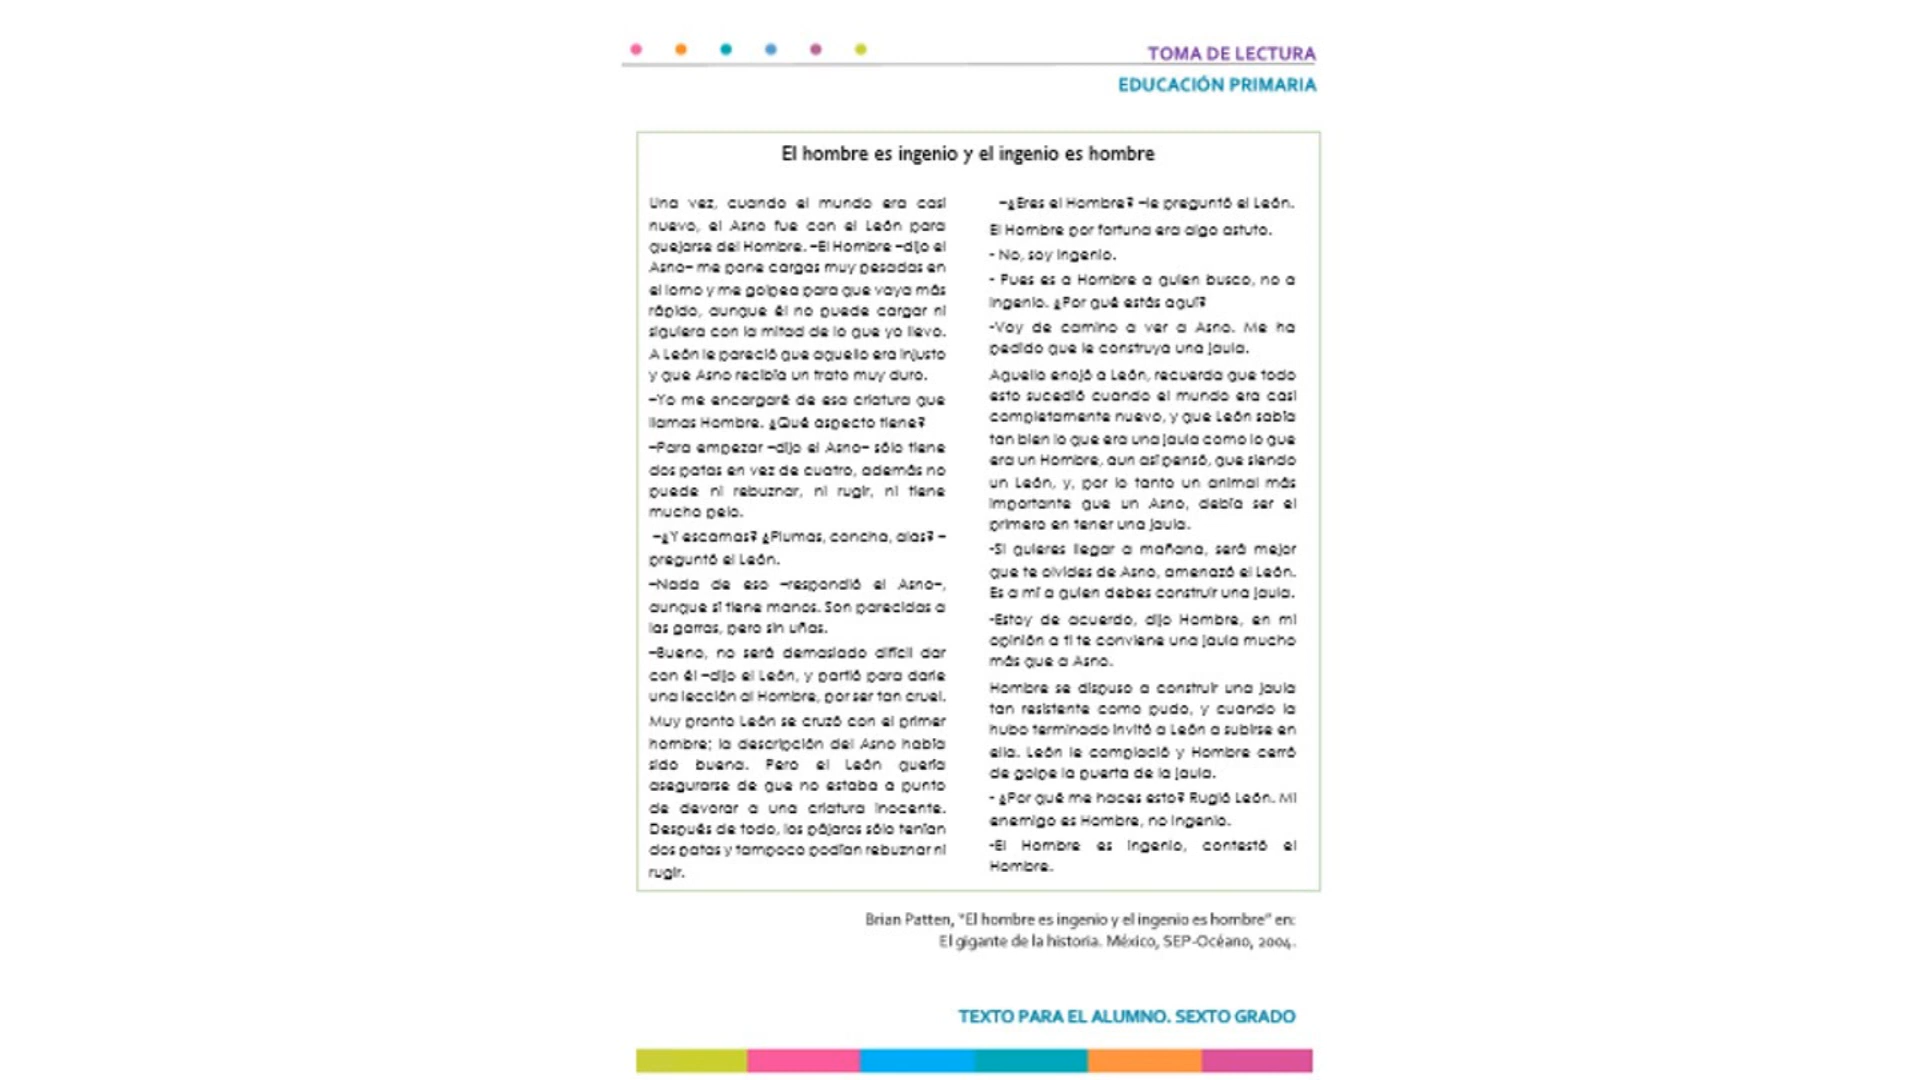 TOMA DE LECTURA
EDUCACIÓN PRIMARIA
El hombre es ingenio y el ingenio es hombre
Una vez, cuando el mundo era casi
nuevo, el Asno fue con el León para
quejarse del Hombre. –El Hombre –dijo el
Asno– me pone cargas muy pesadas en
el lomo y me golpea para que vaya más
rápido, aunque él no puede cargar ni
siquiera con la mitad de lo que yo llevo.
A León le pareció que aquello era injusto
y que Asno recibía un trato muy duro.
–Yo me encargaré de esa criatura que
llamas Hombre. ¿Qué aspecto tiene?
–Para empezar –dijo el Asno– sólo tiene
dos patas en vez de cuatro, además no
puede ni rebuznar, ni rugir, ni tiene
mucho pelo.
–¿Y escamas? ¿Plumas, concha, alas? –
preguntó el León.
–Nada de eso –respondió el Asno–,
aunque sí tiene manos. Son parecidas a
las garras, pero sin uñas.
–Bueno, no será demasiado difícil dar
con él –dijo el León, y partió para darle
una lección al Hombre, por ser tan cruel.
Muy pronto León se cruzó con el primer
hombre; la descripción del Asno había
sido buena. Pero el León quería
asegurarse de que no estaba a punto
de devorar a una criatura inocente.
Después de todo, los pájaros sólo tenían
dos patas y tampoco podían rebuznar ni
rugir.
–¿Eres el Hombre? –le preguntó el León.
El Hombre por fortuna era algo astuto.
- No, soy Ingenio.
- Pues es a Hombre a quien busco, no a
Ingenio. ¿Por qué estás aquí?
-Voy de camino a ver a Asno. Me ha
pedido que le construya una jaula.
Aquello enojó a León, recuerda que todo
esto sucedió cuando el mundo era casi
completamente nuevo, y que León sabía
tan bien lo que era una jaula como lo que
era un Hombre, aun así pensó, que siendo
un León, y, por lo tanto un animal más
importante que un Asno, debía ser el
primero en tener una jaula.
-Si quieres llegar a mañana, será mejor
que te olvides de Asno, amenazó el León.
Es a mí a quien debes construir una jaula.
-Estoy de acuerdo, dijo Hombre, en mi
opinión a ti te conviene una jaula mucho
más que a Asno.
Hombre se dispuso a construir una jaula
tan resistente como pudo, y cuando la
hubo terminado invitó a León a subirse en
ella. León le complació y Hombre cerró
de golpe la puerta de la jaula.
- ¿Por qué me haces esto? Rugió León. Mi
enemigo es Hombre, no Ingenio.
-El Hombre es Ingenio, contestó el
Hombre.
Brian Patten, "El hombre es ingenio y el ingenio es hombre" en:
El gigante de la historia. México, SEP-Océano, 2004.
TEXTO PARA EL ALUMNO. SEXTO GRADO